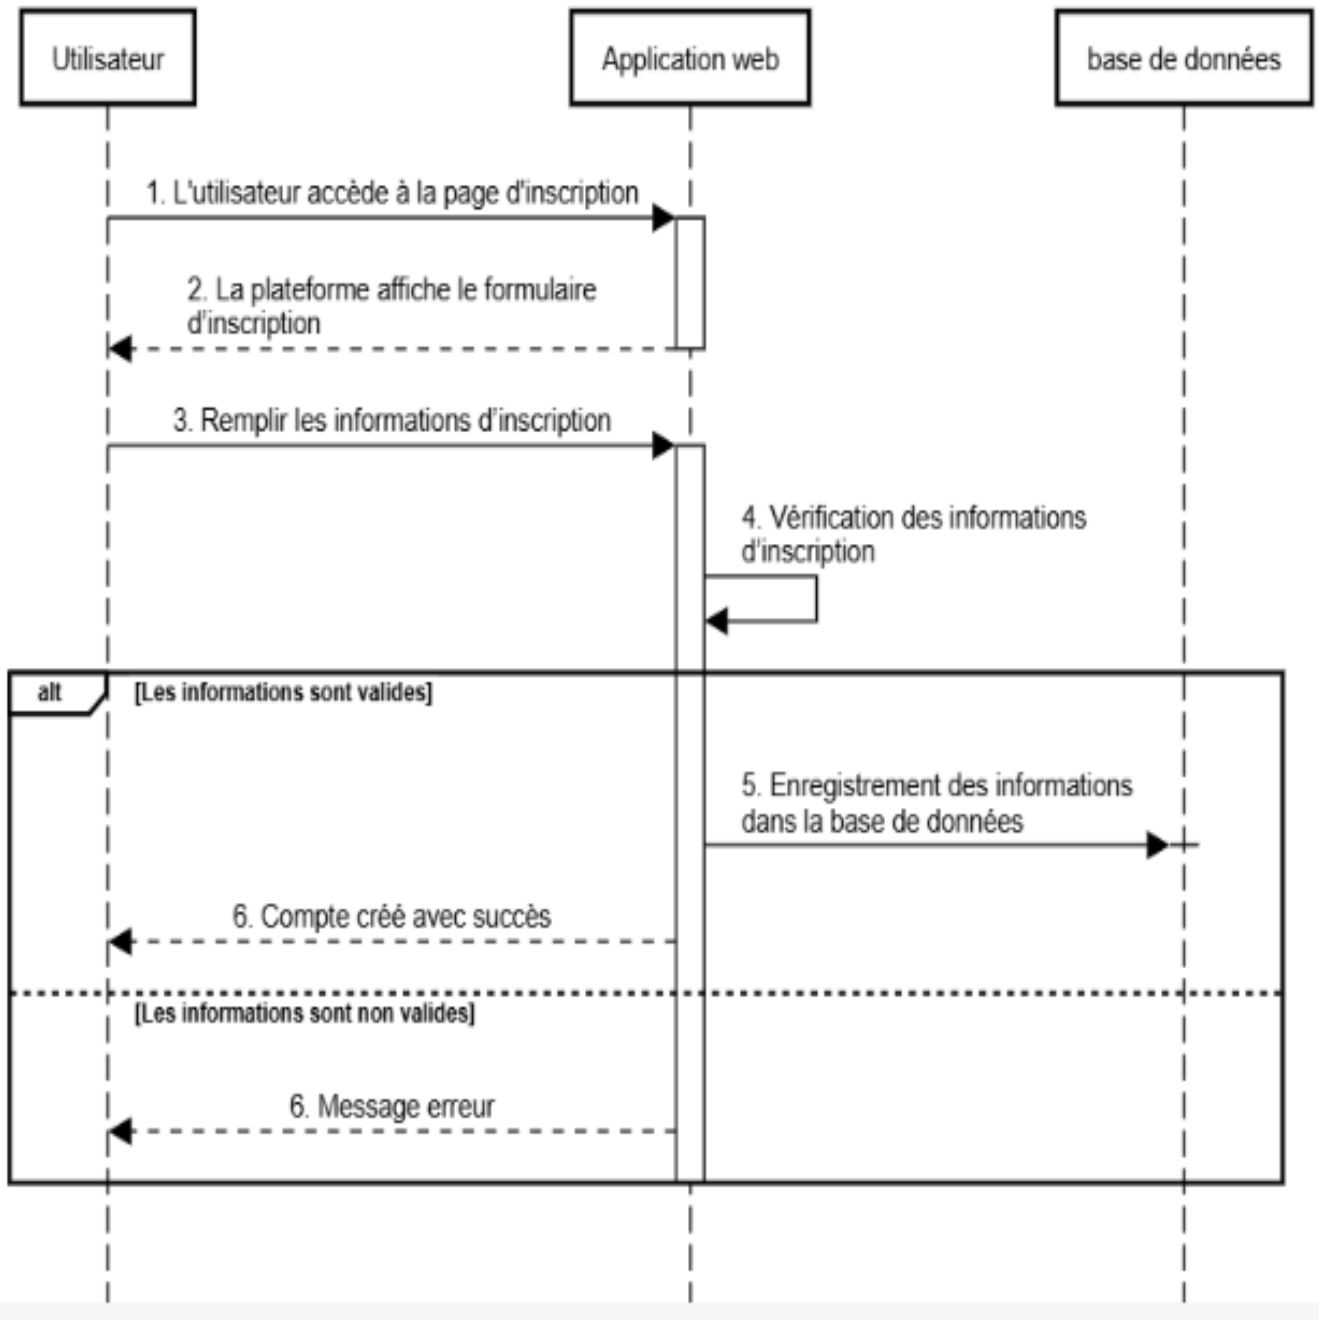 Utilisateur
Application web
base de données
1. L'utilisateur accède à la page d'inscription
2. La plateforme affiche le formulaire
d'inscription
3. Remplir les informations d'inscription
4. Vérification des informations
d'inscription
alt
[Les informations sont valides]
5. Enregistrement des informations
dans la base de données
6. Compte créé avec succès
[Les informations sont non valides]
6. Message erreur